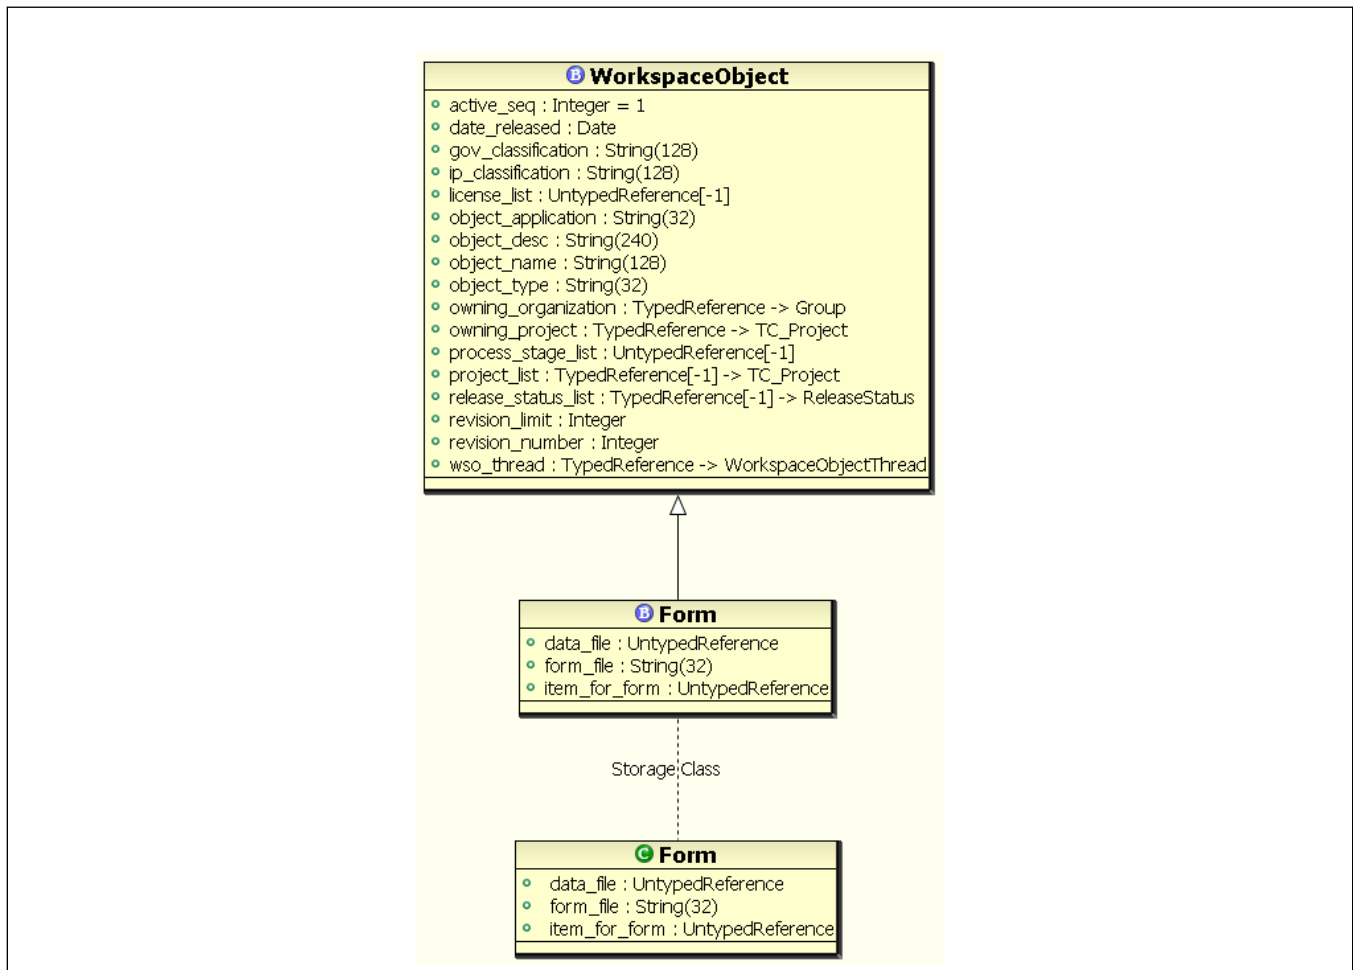 B WorkspaceObject
active_seq : Integer = 1
date_released : Date
gov_classification : String(128)
ip_classification : String(128)
license_list : UntypedReference[-1]
object_application : String(32)
object_desc : String(240)
object_name : String(128)
object_type : String(32)
owning_organization : TypedReference -> Group
owning_project : TypedReference -> TC_Project
process_stage_list : UntypedReference[-1]
project_list : TypedReference[-1] -> TC_Project
release_status_list : TypedReference[-1] -> ReleaseStatus
revision_limit : Integer
revision_number : Integer
wso_thread : TypedReference -> WorkspaceObjectThread
B Form
data_file : UntypedReference
form_file : String(32)
item_for_form : UntypedReference
Storage Class
C Form
data_file : UntypedReference
form_file : String(32)
item_for_form : UntypedReference